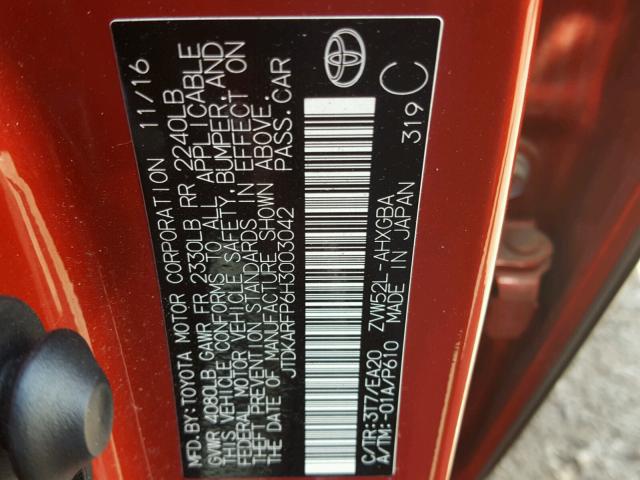 MFD. BY: TOYOTA MOTOR CORPORATION 11/16
GVWR 4080LB GAWR FR 2330LB RR 2240LB
THIS VEHICLE CONFORMS TO ALL APPLICABLE
FEDERAL MOTOR VEHICLE SAFETY, BUMPER, AND
THEFT PREVENTION STANDARDS IN EFFECT ON
THE DATE OF MANUFACTURE SHOWN ABOVE.
JTDKARFP6H3003042 PASS. CAR
C/TR: 3T7/EA20 ZVW52L-AHXGBA
A/TM: -01A/P610 MADE IN JAPAN 319 C